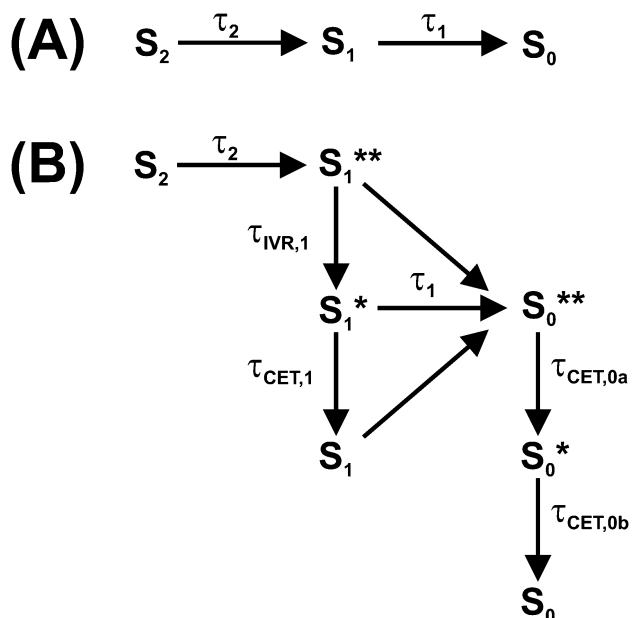 (A) S₂ τ₂ S₁ τ₁ S₀
(B) S₂ τ₂ S₁**
τIVR,1
S₁* τ₁ S₀**
τCET,1 τCET,0a
S₁ S₀*
τCET,0b
S₀